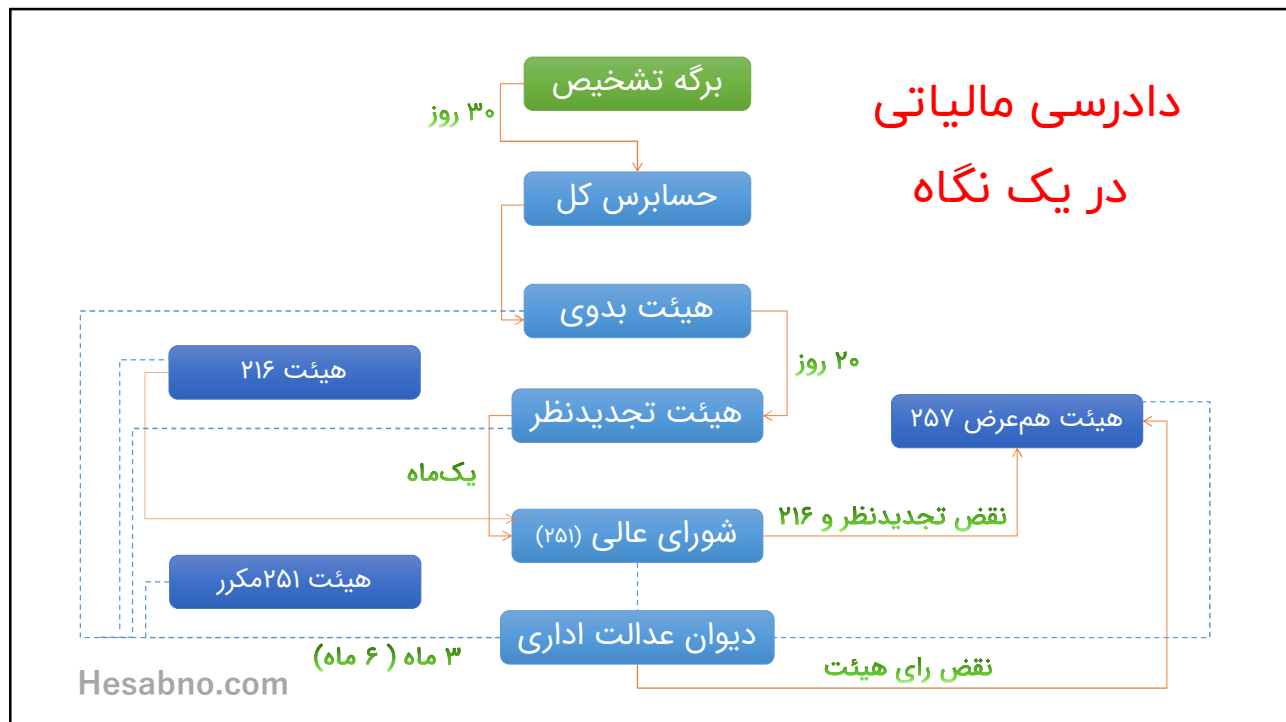 دادرسی مالیاتی
در یک نگاه
برگه تشخیص
۳۰ روز
حسابرس کل
هیئت بدوی
۲۰ روز
هیئت ۲۱۶
هیئت تجدیدنظر
هیئت هم‌عرض ۲۵۷
یک‌ماه
شورای عالی (۲۵۱)
نقض تجدیدنظر و ۲۱۶
هیئت ۲۵۱مکرر
دیوان عدالت اداری
۳ ماه ( ۶ ماه)
نقض رای هیئت
Hesabno.com